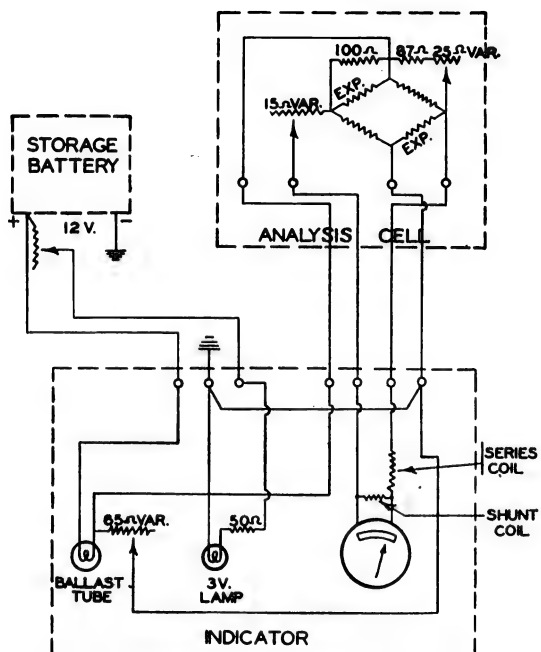 100Ω 87Ω 25Ω VAR.
EXP.
15Ω VAR.
EXP.
STORAGE
BATTERY
+ 12 V. -
ANALYSIS CELL
SERIES
COIL
65Ω VAR. 50Ω
SHUNT
COIL
BALLAST
TUBE
3V.
LAMP
INDICATOR